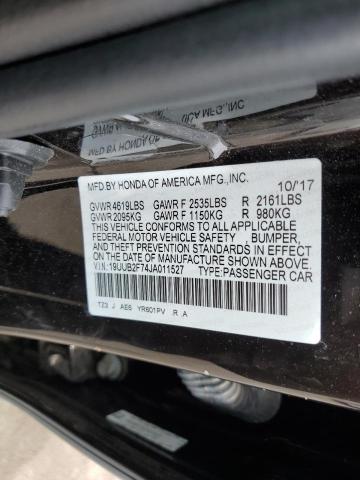 MFD.BY HONDA OF AMERICA MFG.,INC. 10/'17
GVWR 4619LBS GAWR F 2535LBS R 2161LBS
GVWR 2095KG GAWR F 1150KG R 980KG
THIS VEHICLE CONFORMS TO ALL APPLICABLE
FEDERAL MOTOR VEHICLE SAFETY BUMPER,
AND THEFT PREVENTION STANDARDS IN EFFECT ON
THE DATE OF MANUFACTURE SHOWN ABOVE.
V.I.N.:19UUB2F74JA011527 TYPE:PASSENGER CAR
TZ3 J AE6 YR601PV R A